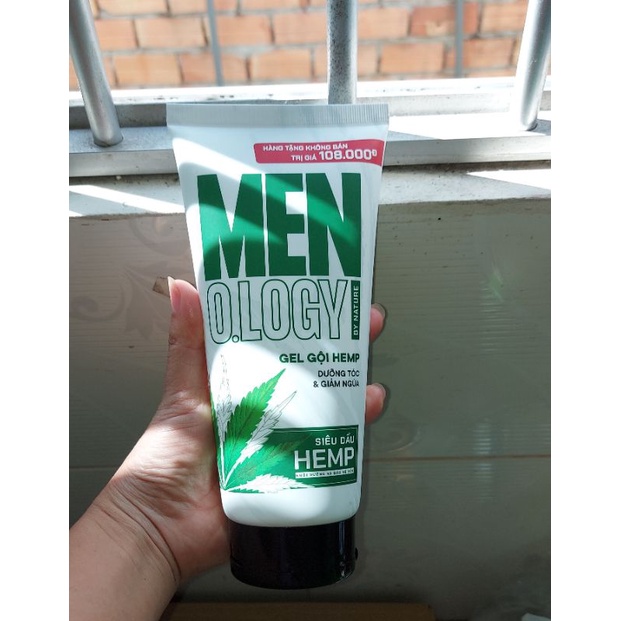 HÀNG TẶNG KHÔNG BÁN
TRỊ GIÁ 108.000Đ
MEN
O.LOGY
BY NATURE
GEL GỘI HEMP
DƯỠNG TÓC
& GIẢM NGỨA
SIÊU DẦU
HEMP